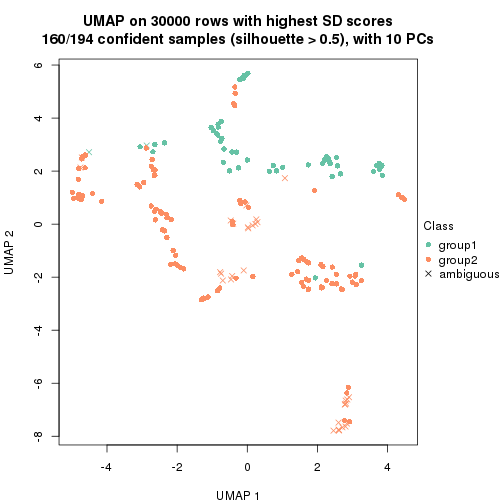 UMAP on 30000 rows with highest SD scores
160/194 confident samples (silhouette > 0.5), with 10 PCs
6
4
2
0
-2
-4
-6
-8
UMAP 2
-4
-2
0
2
4
UMAP 1
Class
group1
group2
ambiguous